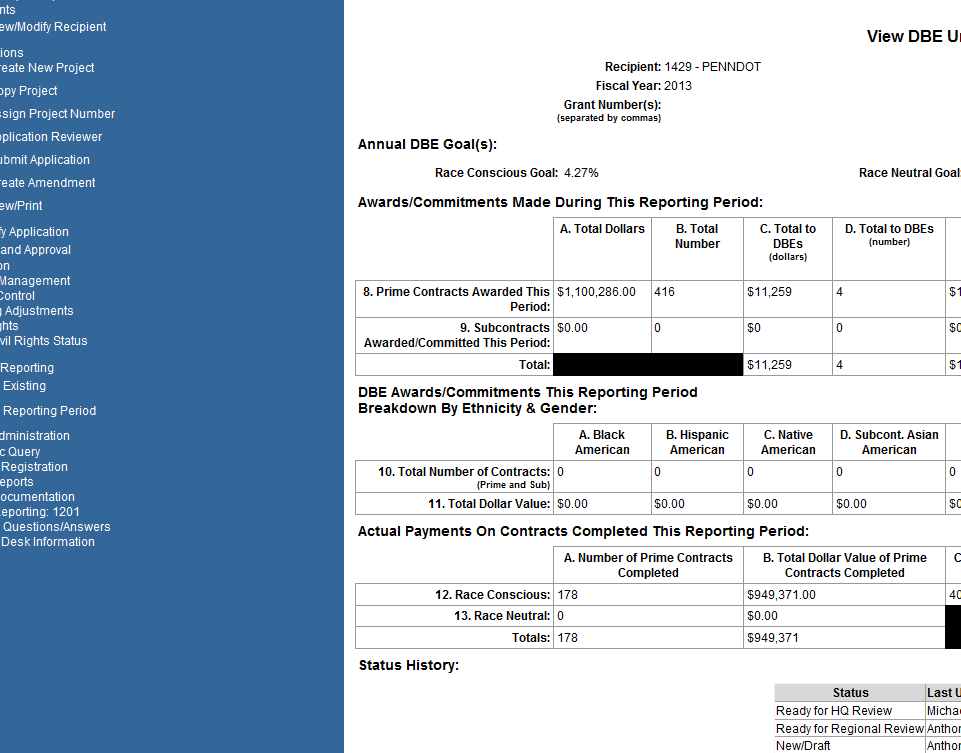 nts
ew/Modify Recipient
ions
reate New Project
opy Project
ssign Project Number
pplication Reviewer
ubmit Application
reate Amendment
ew/Print
fy Application
and Approval
on
Management
Control
g Adjustments
ghts
vil Rights Status
Reporting
Existing
Reporting Period
dministration
c Query
Registration
eports
ocumentation
eporting: 1201
Questions/Answers
Desk Information
View DBE Un
Recipient: 1429 - PENNDOT
Fiscal Year: 2013
Grant Number(s):
(separated by commas)
Annual DBE Goal(s):
Race Conscious Goal: 4.27% Race Neutral Goal:
Awards/Commitments Made During This Reporting Period:
A. Total Dollars B. Total Number C. Total to DBEs (dollars) D. Total to DBEs (number)
8. Prime Contracts Awarded This Period: $1,100,286.00 416 $11,259 4 $1
9. Subcontracts Awarded/Committed This Period: $0.00 0 $0 0 $0
Total: $11,259 4 $1
DBE Awards/Commitments This Reporting Period
Breakdown By Ethnicity & Gender:
A. Black American B. Hispanic American C. Native American D. Subcont. Asian American
10. Total Number of Contracts: (Prime and Sub) 0 0 0 0 0
11. Total Dollar Value: $0.00 $0.00 $0.00 $0.00 $0
Actual Payments On Contracts Completed This Reporting Period:
A. Number of Prime Contracts Completed B. Total Dollar Value of Prime Contracts Completed C
12. Race Conscious: 178 $949,371.00 40
13. Race Neutral: 0 $0.00
Totals: 178 $949,371
Status History:
Status Last U
Ready for HQ Review Michae
Ready for Regional Review Anthon
New/Draft Anthon